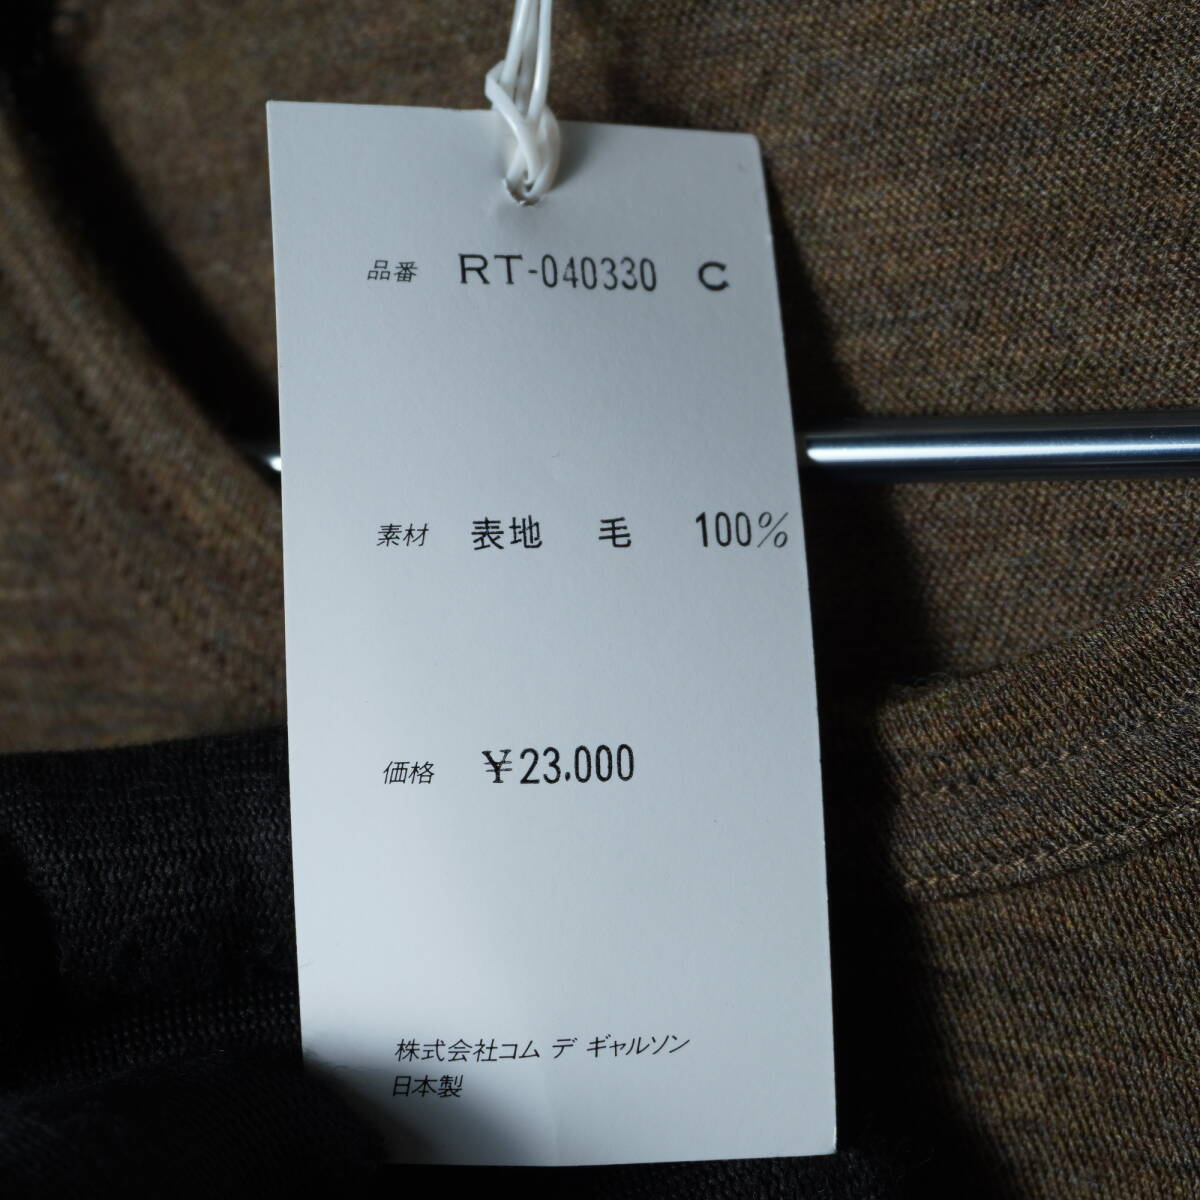 品番 RT-040330 C
素材 表地 毛 100%
価格 ¥23.000
株式会社コム デ ギャルソン
日本製